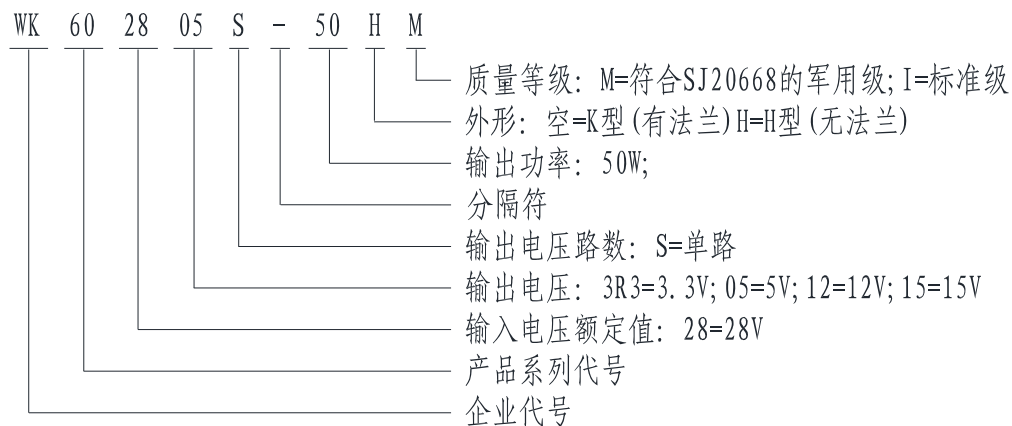 WK 60 28 05 S - 50 H M
质量等级: M=符合SJ20668的军用级; I=标准级
外形: 空=K型(有法兰)H=H型(无法兰)
输出功率: 50W;
分隔符
输出电压路数: S=单路
输出电压: 3R3=3.3V; 05=5V; 12=12V; 15=15V
输入电压额定值: 28=28V
产品系列代号
企业代号